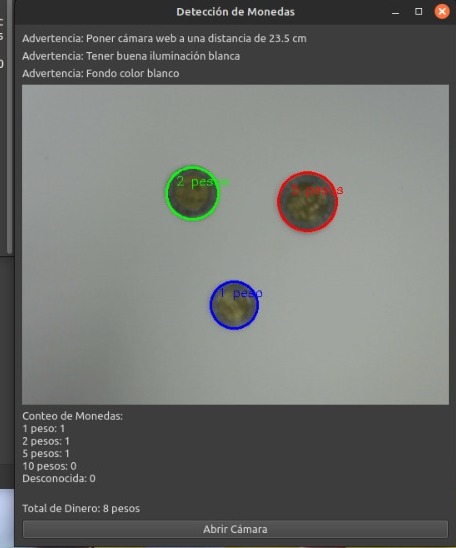 Detección de Monedas
Advertencia: Poner cámara web a una distancia de 23.5 cm
Advertencia: Tener buena iluminación blanca
Advertencia: Fondo color blanco
2 pesos
5 pesos
1 peso
Conteo de Monedas:
1 peso: 1
2 pesos: 1
5 pesos: 1
10 pesos: 0
Desconocida: 0
Total de Dinero: 8 pesos
Abrir Cámara